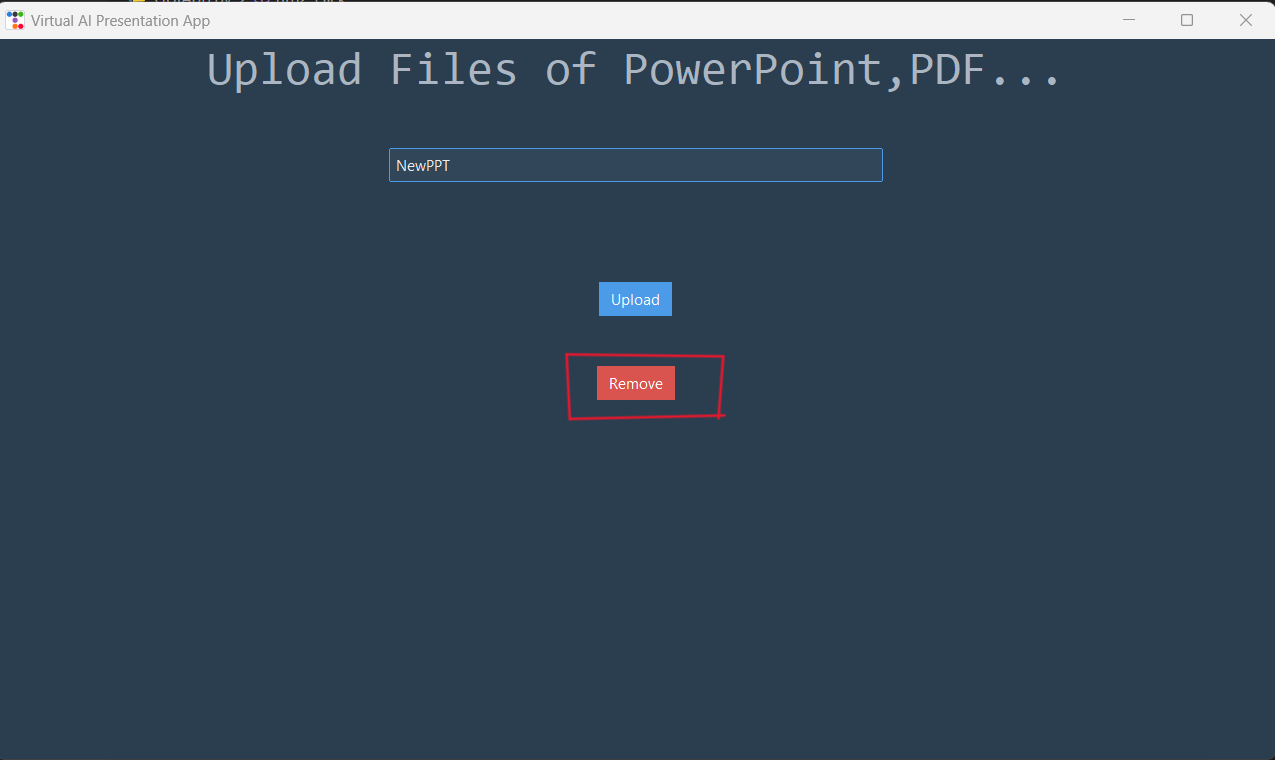 Virtual AI Presentation App
Upload Files of PowerPoint,PDF...
NewPPT
Upload
Remove